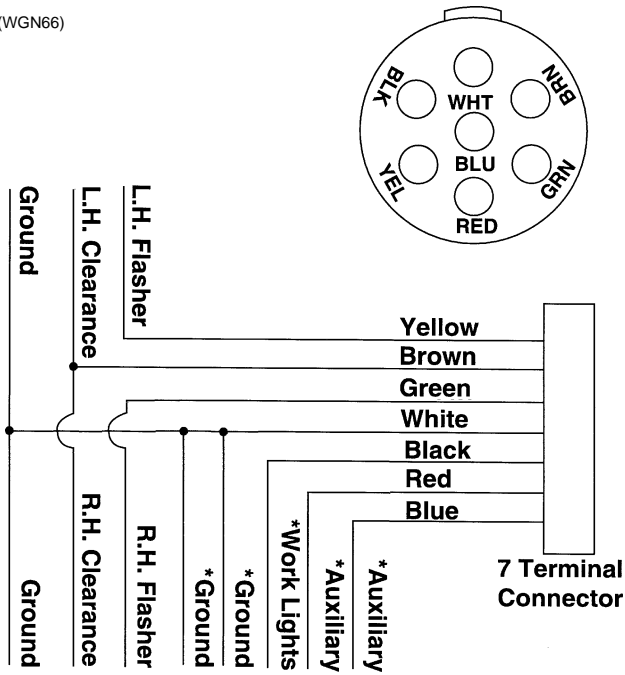 (WGN66)
BLK
WHT
BRN
BLU
YEL
GRN
RED
Ground
L.H. Clearance
L.H. Flasher
Yellow
Brown
Green
White
Black
Red
Blue
Ground
R.H. Clearance
R.H. Flasher
*Ground
*Ground
*Work Lights
*Auxiliary
*Auxiliary
7 Terminal
Connector